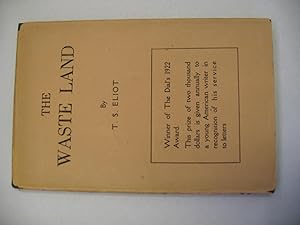 THE
WASTE LAND
By
T. S. ELIOT
Winner of The Dial's 1922
Award.
This prize of two thousand
dollars is given annually to
a young American writer in
recognition of his service
to letters